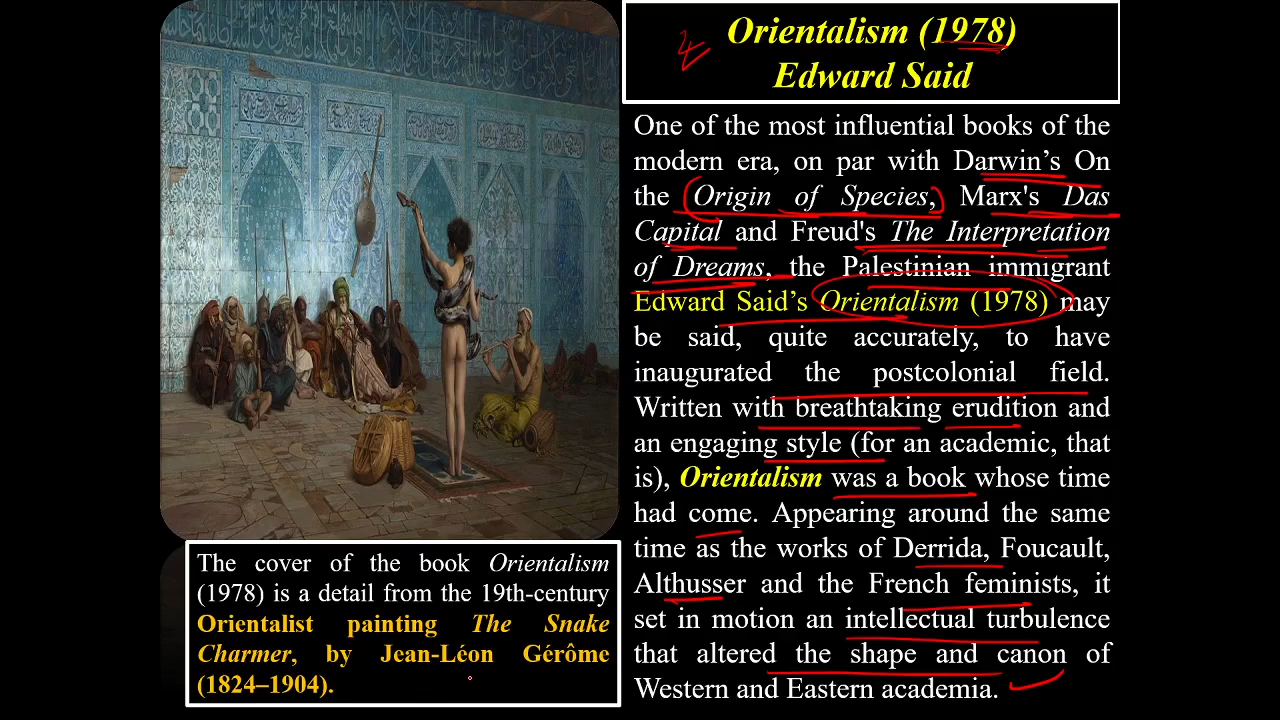 Orientalism (1978)
Edward Said
One of the most influential books of the
modern era, on par with Darwin’s On
the Origin of Species, Marx's Das
Capital and Freud's The Interpretation
of Dreams, the Palestinian immigrant
Edward Said’s Orientalism (1978) may
be said, quite accurately, to have
inaugurated the postcolonial field.
Written with breathtaking erudition and
an engaging style (for an academic, that
is), Orientalism was a book whose time
had come. Appearing around the same
time as the works of Derrida, Foucault,
Althusser and the French feminists, it
set in motion an intellectual turbulence
that altered the shape and canon of
Western and Eastern academia.
The cover of the book Orientalism
(1978) is a detail from the 19th-century
Orientalist painting The Snake
Charmer, by Jean-Léon Gérôme
(1824–1904).